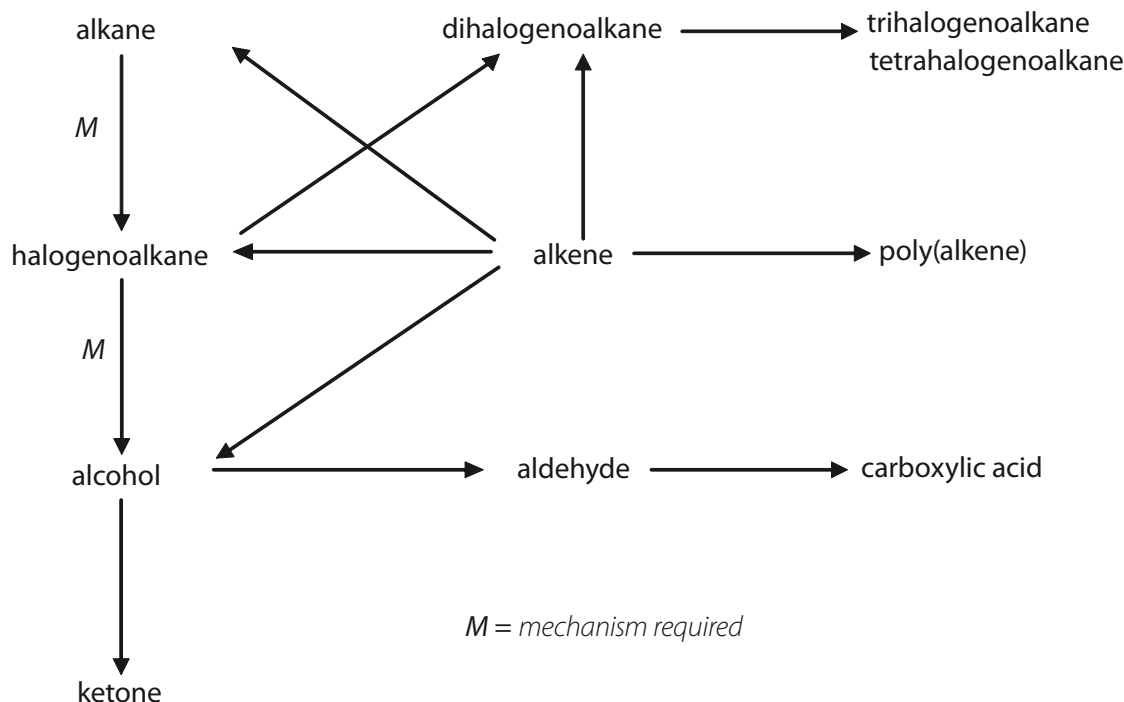 alkane
dihalogenoalkane
trihalogenoalkane
tetrahalogenoalkane
M
halogenoalkane
alkene
poly(alkene)
M
alcohol
aldehyde
carboxylic acid
M = mechanism required
ketone